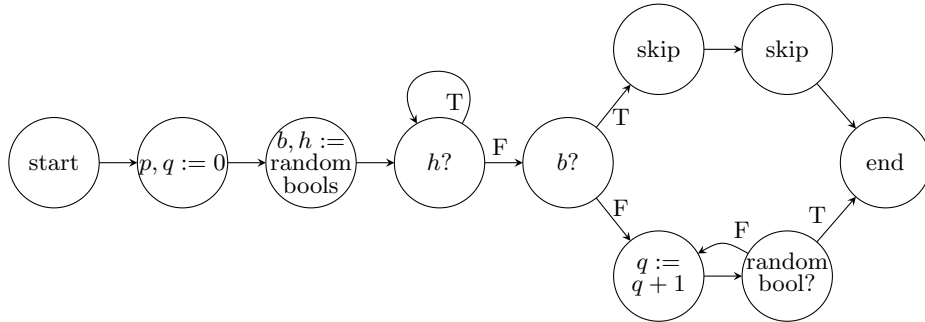 skip
skip
T
T
start
p, q := 0
b, h :=
random
bools
h?
F
b?
end
F
F
T
q :=
q + 1
random
bool?